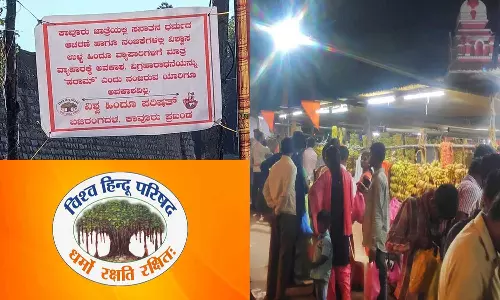 ಕಾವೂರು ಜಾತ್ರೆಯಲ್ಲಿ ಸನಾತನ ಧರ್ಮದ
ಆಚರಣೆ ಹಾಗೂ ನಂಬಿಕೆಗಳಲ್ಲಿ ವಿಶ್ವಾಸ
ಉಳ್ಳ ಹಿಂದೂ ವ್ಯಾಪಾರಿಗಳಿಗೆ ಮಾತ್ರ
ವ್ಯಾಪಾರಕ್ಕೆ ಅವಕಾಶ. ವಿಗ್ರಹಾರಾಧನೆಯನ್ನು
"ಹರಾಮ್" ಎಂದು ನಂಬಿರುವ ಯಾರಿಗೂ
ಅವಕಾಶವಿಲ್ಲ.
ವಿಶ್ವ ಹಿಂದೂ ಪರಿಷತ್
ಬಜರಂಗದಳ. ಕಾವೂರು ಪ್ರಖಂಡ
विश्व हिन्दू परिषद
धर्मो रक्षति रक्षितः